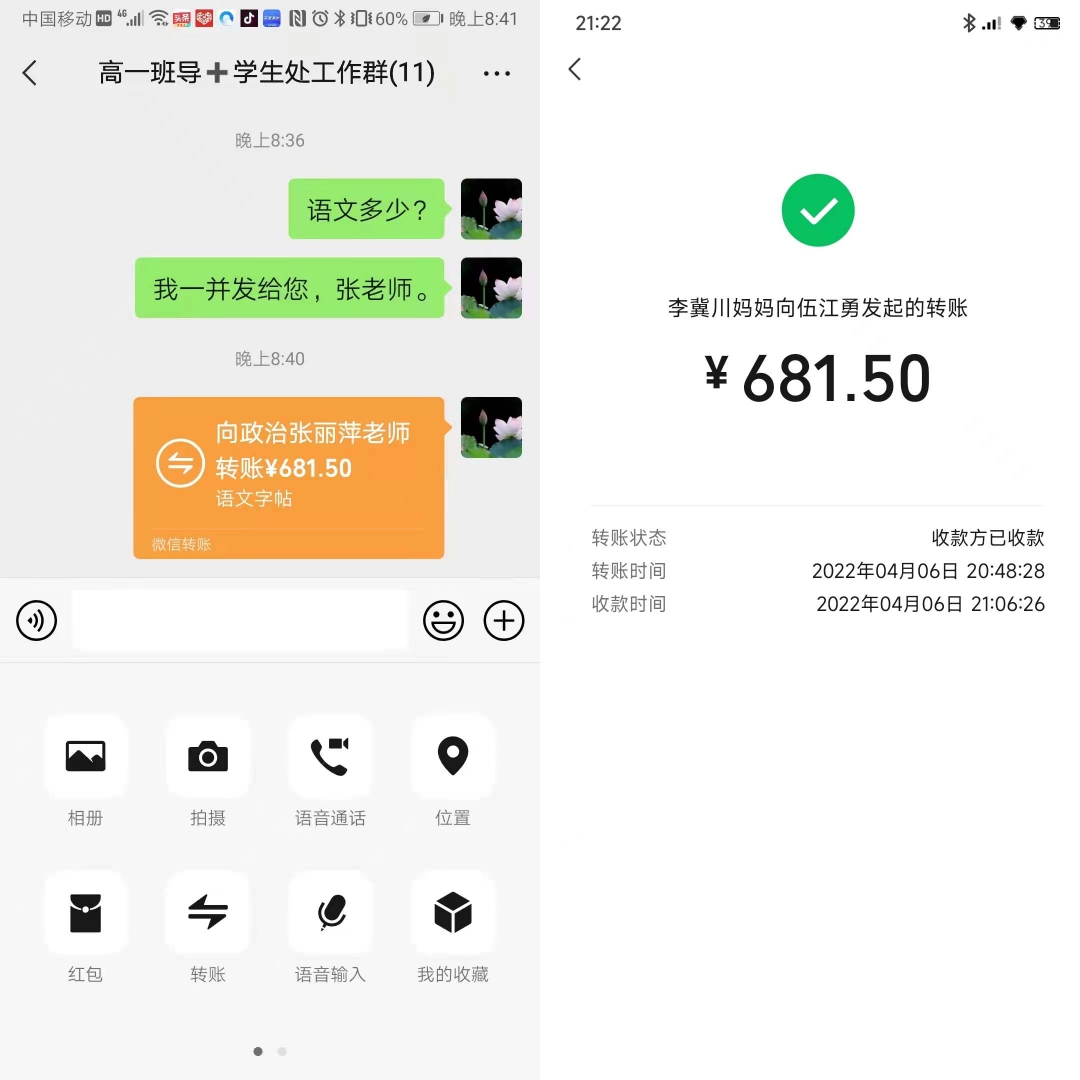 中国移动 HD 4G 60% 晚上8:41
高一班导➕学生处工作群(11)
晚上8:36
语文多少?
我一并发给您，张老师。
晚上8:40
向政治张丽萍老师
转账¥681.50
语文字帖
微信转账
相册
拍摄
语音通话
位置
红包
转账
语音输入
我的收藏
21:22
39
李冀川妈妈向伍江勇发起的转账
¥681.50
转账状态 收款方已收款
转账时间 2022年04月06日 20:48:28
收款时间 2022年04月06日 21:06:26